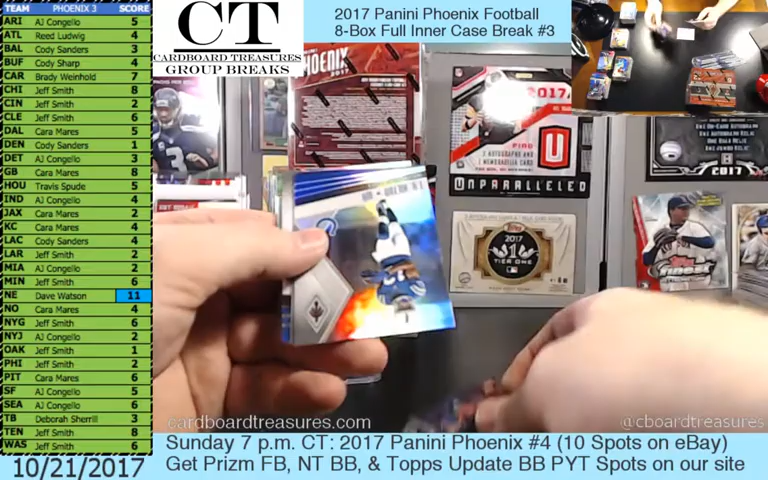 TEAM PHOENIX 3 SCORE
ARI AJ Congello 5
ATL Reed Ludwig 4
BAL Cody Sanders 3
BUF Cody Sharp 4
CAR Brady Weinhold 7
CHI Jeff Smith 8
CIN Jeff Smith 2
CLE Jeff Smith 6
DAL Cara Mares 5
DEN Cody Sanders 1
DET AJ Congello 3
GB Cara Mares 8
HOU Travis Spude 5
IND AJ Congello 4
JAX Cara Mares 2
KC Cara Mares 4
LAC Cody Sanders 4
LAR Jeff Smith 2
MIA AJ Congello 2
MIN Jeff Smith 6
NE Dave Watson 11
NO Cara Mares 4
NYG Jeff Smith 6
NYJ AJ Congello 2
OAK Jeff Smith 1
PHI Jeff Smith 2
PIT Cara Mares 6
SF AJ Congello 5
SEA AJ Congello 6
TB Deborah Sherrill 3
TEN Jeff Smith 8
WAS Jeff Smith 6
10/21/2017
CT
CARDBOARD TREASURES
GROUP BREAKS
2017 Panini Phoenix Football
8-Box Full Inner Case Break #3
PHOENIX
2017
U
UNPARALLELED
2017
TIER ONE
2017
FINEST
cardboardtreasures.com
@cboardtreasures
Sunday 7 p.m. CT: 2017 Panini Phoenix #4 (10 Spots on eBay)
Get Prizm FB, NT BB, & Topps Update BB PYT Spots on our site